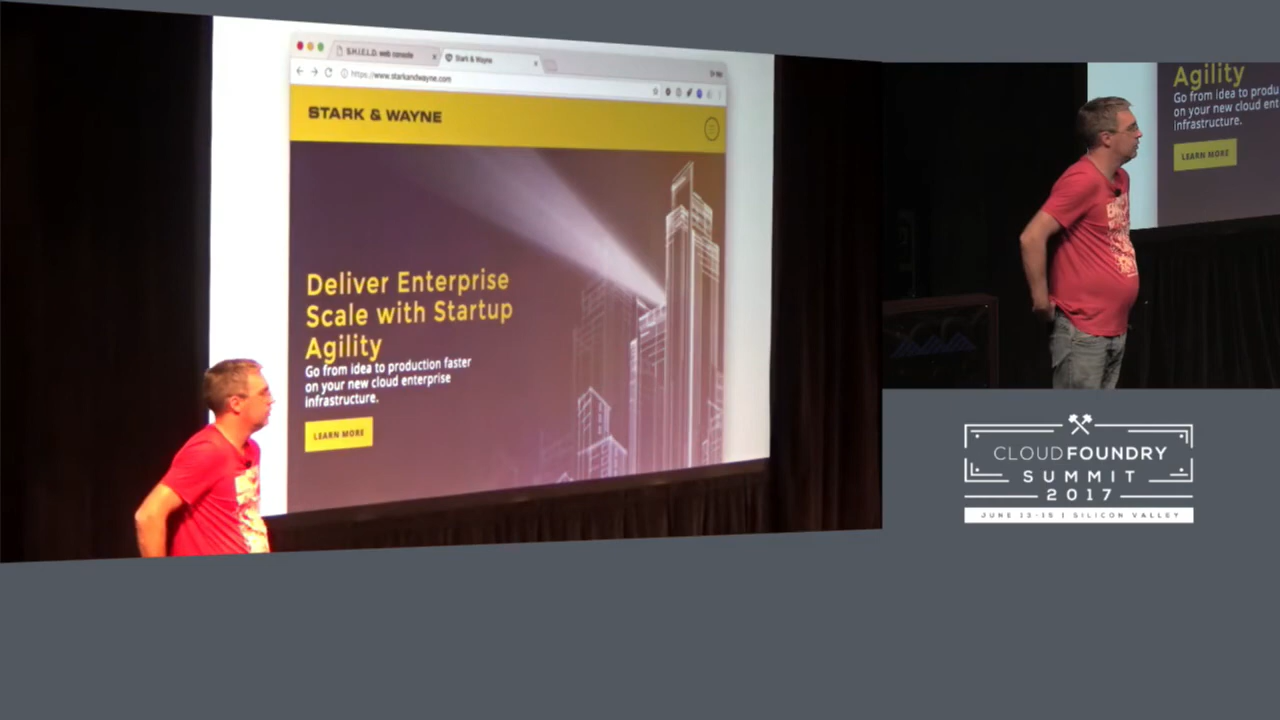 S.H.I.E.L.D. web console
Stark & Wayne
https://www.starkandwayne.com
STARK & WAYNE
Deliver Enterprise
Scale with Startup
Agility
Go from idea to production faster
on your new cloud enterprise
infrastructure.
LEARN MORE
Agility
Go from idea to produ
on your new cloud ente
infrastructure.
LEARN MORE
CLOUD FOUNDRY
SUMMIT
2017
JUNE 13-15 | SILICON VALLEY